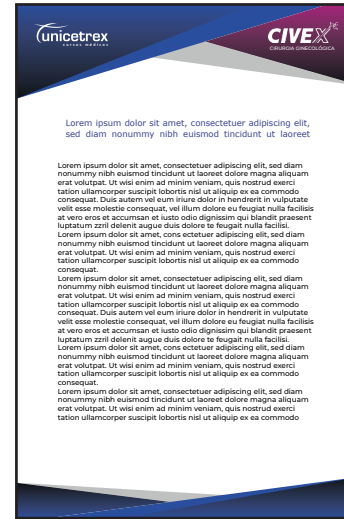 unicetrex
cursos médicos
CIVEX
CIRURGIA GINECOLÓGICA
Lorem ipsum dolor sit amet, consectetuer adipiscing elit,
sed diam nonummy nibh euismod tincidunt ut laoreet
Lorem ipsum dolor sit amet, consectetuer adipiscing elit, sed diam
nonummy nibh euismod tincidunt ut laoreet dolore magna aliquam
erat volutpat. Ut wisi enim ad minim veniam, quis nostrud exerci
tation ullamcorper suscipit lobortis nisl ut aliquip ex ea commodo
consequat. Duis autem vel eum iriure dolor in hendrerit in vulputate
velit esse molestie consequat, vel illum dolore eu feugiat nulla facilisis
at vero eros et accumsan et iusto odio dignissim qui blandit praesent
luptatum zzril delenit augue duis dolore te feugait nulla facilisi.
Lorem ipsum dolor sit amet, cons ectetuer adipiscing elit, sed diam
nonummy nibh euismod tincidunt ut laoreet dolore magna aliquam
erat volutpat. Ut wisi enim ad minim veniam, quis nostrud exerci
tation ullamcorper suscipit lobortis nisl ut aliquip ex ea commodo
consequat.
Lorem ipsum dolor sit amet, consectetuer adipiscing elit, sed diam
nonummy nibh euismod tincidunt ut laoreet dolore magna aliquam
erat volutpat. Ut wisi enim ad minim veniam, quis nostrud exerci
tation ullamcorper suscipit lobortis nisl ut aliquip ex ea commodo
consequat. Duis autem vel eum iriure dolor in hendrerit in vulputate
velit esse molestie consequat, vel illum dolore eu feugiat nulla facilisis
at vero eros et accumsan et iusto odio dignissim qui blandit praesent
luptatum zzril delenit augue duis dolore te feugait nulla facilisi.
Lorem ipsum dolor sit amet, cons ectetuer adipiscing elit, sed diam
nonummy nibh euismod tincidunt ut laoreet dolore magna aliquam
erat volutpat. Ut wisi enim ad minim veniam, quis nostrud exerci
tation ullamcorper suscipit lobortis nisl ut aliquip ex ea commodo
consequat.
Lorem ipsum dolor sit amet, consectetuer adipiscing elit, sed diam
nonummy nibh euismod tincidunt ut laoreet dolore magna aliquam
erat volutpat. Ut wisi enim ad minim veniam, quis nostrud exerci
tation ullamcorper suscipit lobortis nisl ut aliquip ex ea commodo